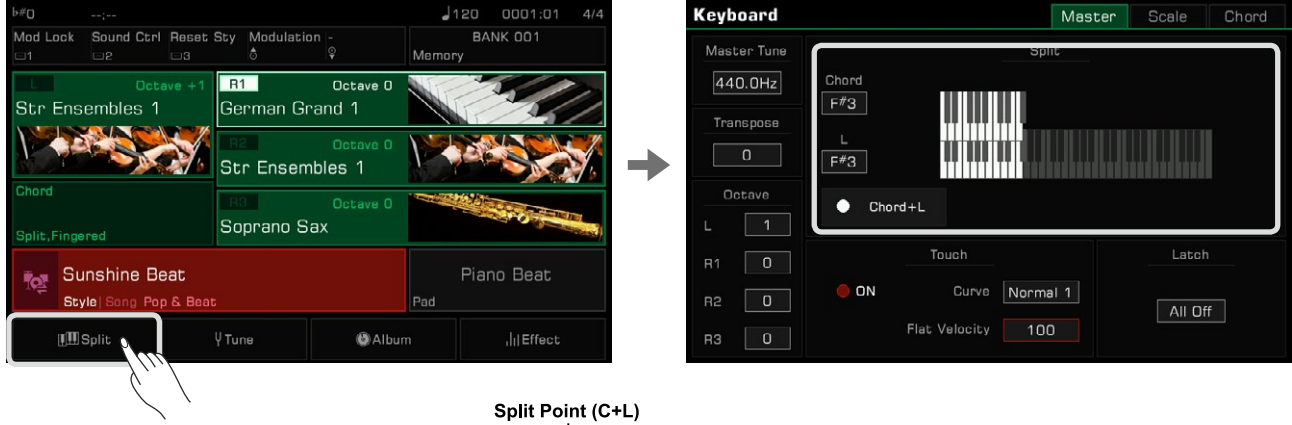 b#0 --;-- ♩120 0001:01 4/4
Mod Lock Sound Ctrl Reset Sty Modulation - BANK 001
1 2 3 Memory
L Octave +1
Str Ensembles 1
R1 Octave 0
German Grand 1
R2 Octave 0
Str Ensembles 1
Chord
Split,Fingered
R3 Octave 0
Soprano Sax
Sunshine Beat
Style|Song Pop & Beat
Piano Beat
Pad
Split Tune Album Effect
Keyboard Master Scale Chord
Master Tune
440.0Hz
Transpose
0
Octave
L 1
R1 0
R2 0
R3 0
Split
Chord
F#3
L
F#3
Chord+L
Touch
ON Curve Normal 1
Flat Velocity 100
Latch
All Off
Split Point (C+L)